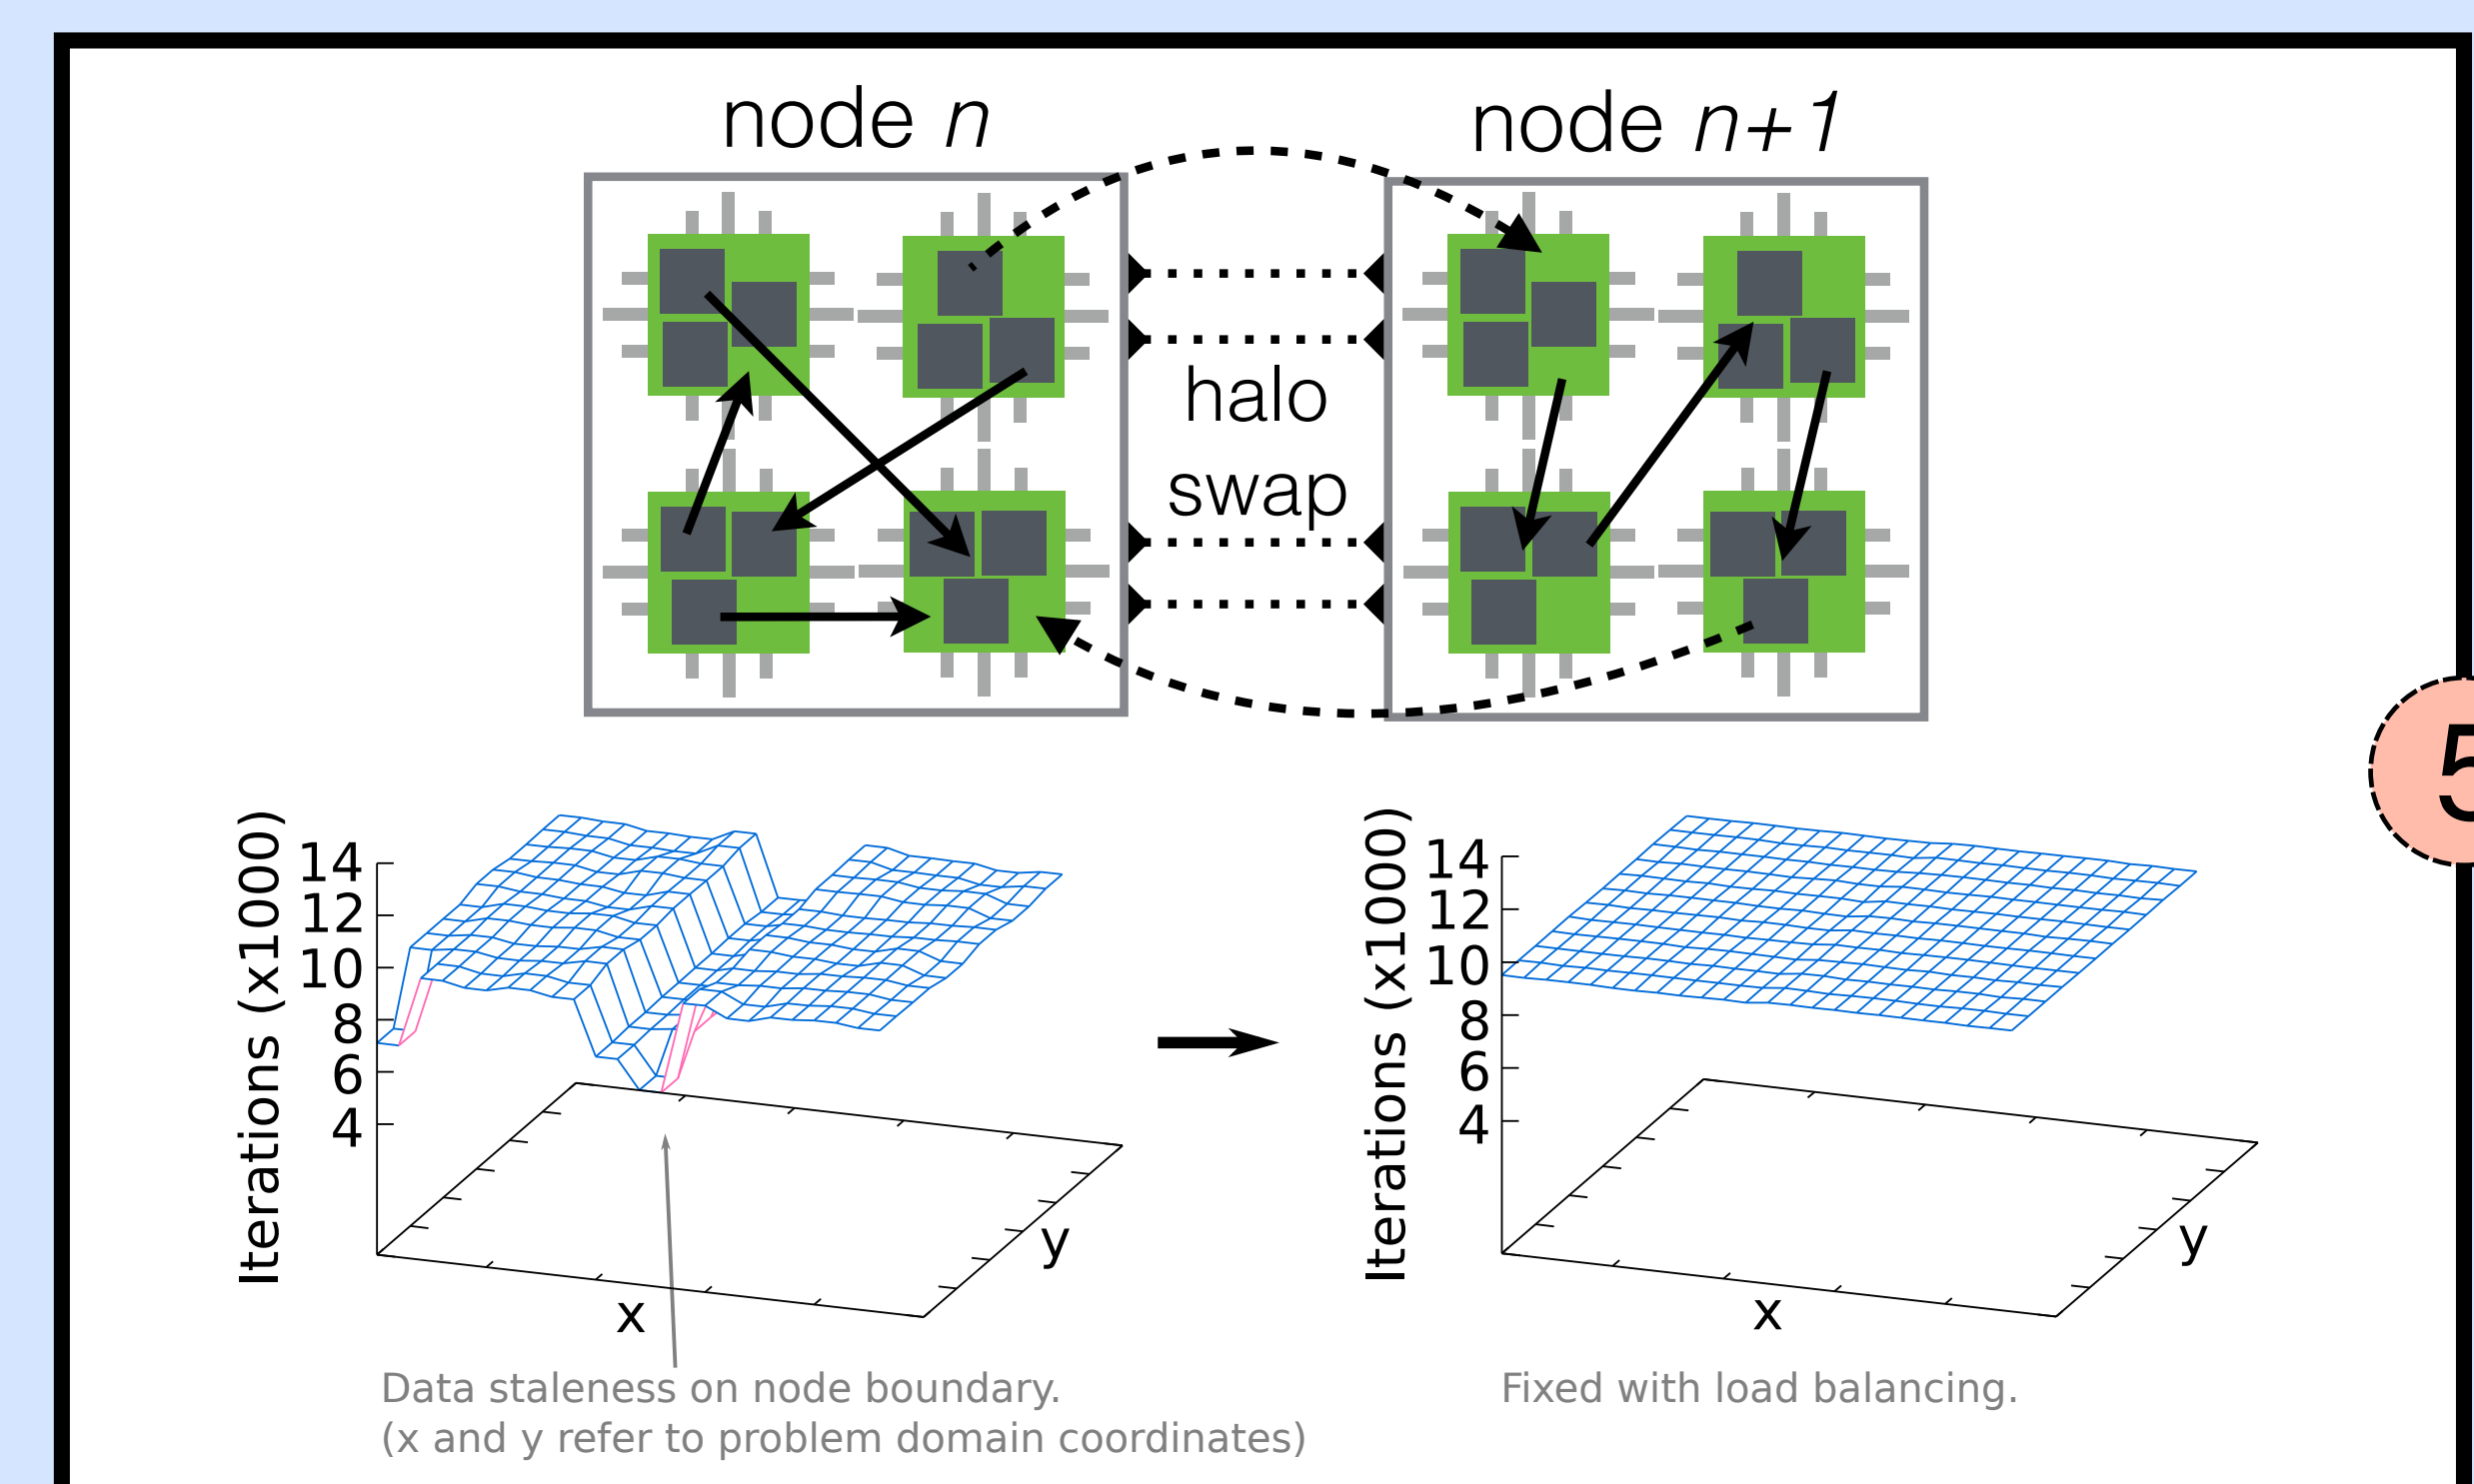 node n
node n+1
halo
swap
5
Iterations (x1000)
14
12
10
8
6
4
x
y
Data staleness on node boundary.
(x and y refer to problem domain coordinates)
Iterations (x1000)
14
12
10
8
6
4
x
y
Fixed with load balancing.